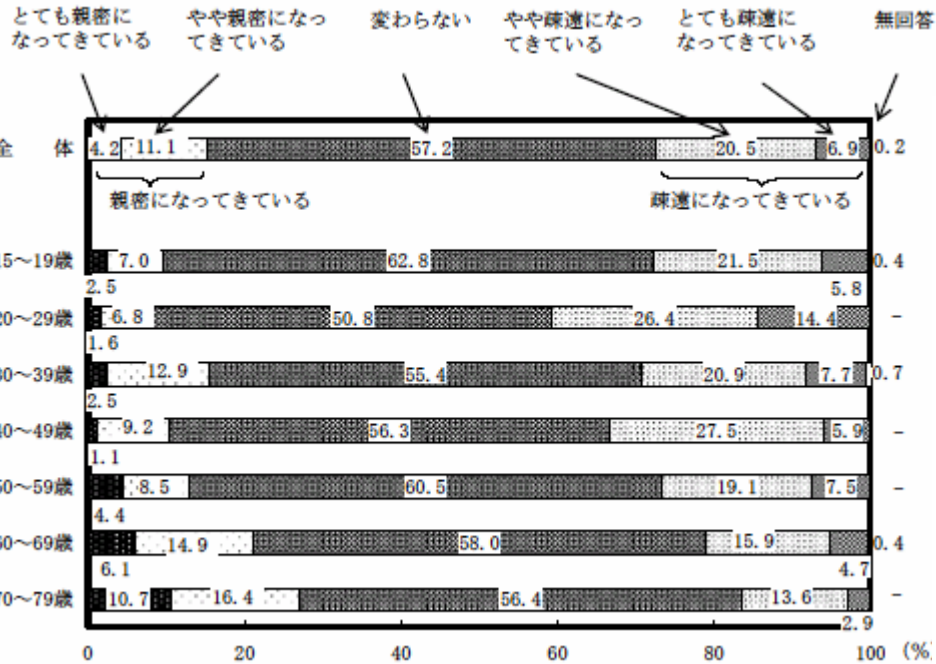 とても親密に
なってきている
やや親密になっ
てきている
変わらない
やや疎遠になっ
てきている
とても疎遠に
なってきている
無回答
全 体 4.2 11.1 57.2 20.5 6.9 0.2
親密になってきている 疎遠になってきている
15～19歳 7.0 62.8 21.5 0.4
2.5 5.8
20～29歳 6.8 50.8 26.4 14.4 -
1.6
30～39歳 12.9 55.4 20.9 7.7 0.7
2.5
40～49歳 9.2 56.3 27.5 5.9 -
1.1
50～59歳 8.5 60.5 19.1 7.5 -
4.4
60～69歳 14.9 58.0 15.9 0.4
6.1 4.7
70～79歳 10.7 16.4 56.4 13.6 -
2.9
0 20 40 60 80 100 (%)